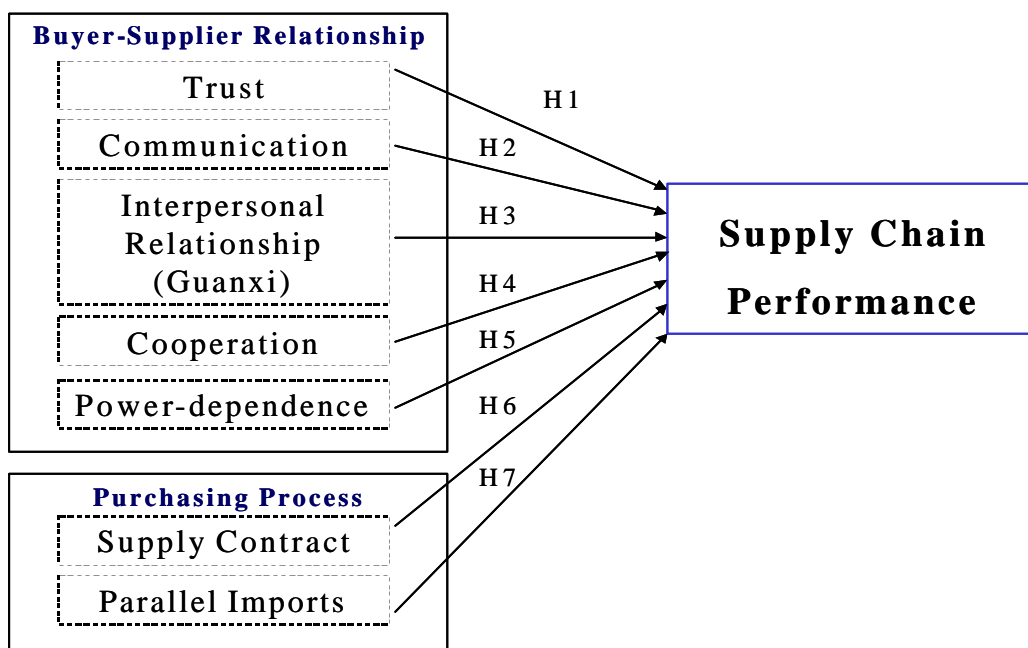 Buyer-Supplier Relationship
Trust
Communication
Interpersonal
Relationship
(Guanxi)
Cooperation
Power-dependence
Purchasing Process
Supply Contract
Parallel Imports
H1
H2
H3
H4
H5
H6
H7
Supply Chain
Performance